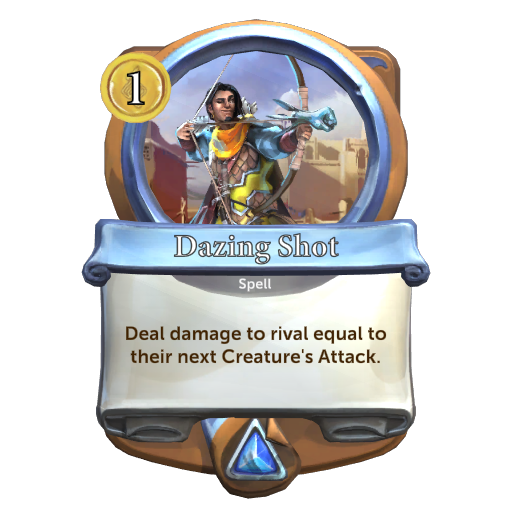 1
Dazing Shot
Spell
Deal damage to rival equal to
their next Creature's Attack.